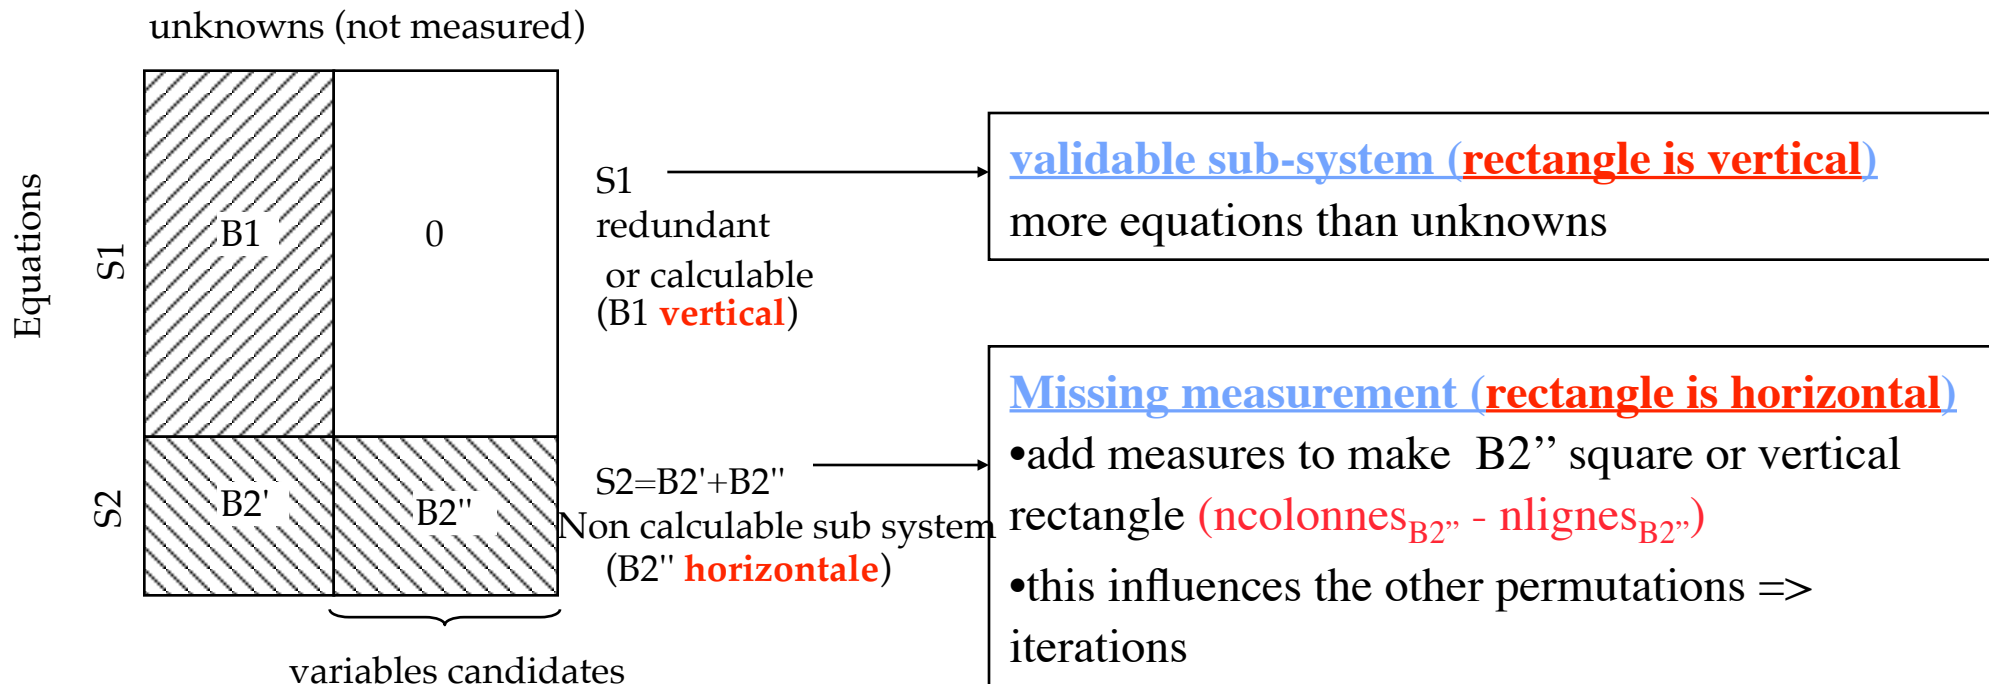 unknowns (not measured)
Equations
S1
S2
B1
0
B2'
B2"
variables candidates
S1
redundant
or calculable
(B1 vertical)
S2=B2'+B2"
Non calculable sub system
(B2" horizontale)
validable sub-system (rectangle is vertical)
more equations than unknowns
Missing measurement (rectangle is horizontal)
•add measures to make B2” square or vertical
rectangle (ncolonnesB2” - nlignesB2”)
•this influences the other permutations =>
iterations